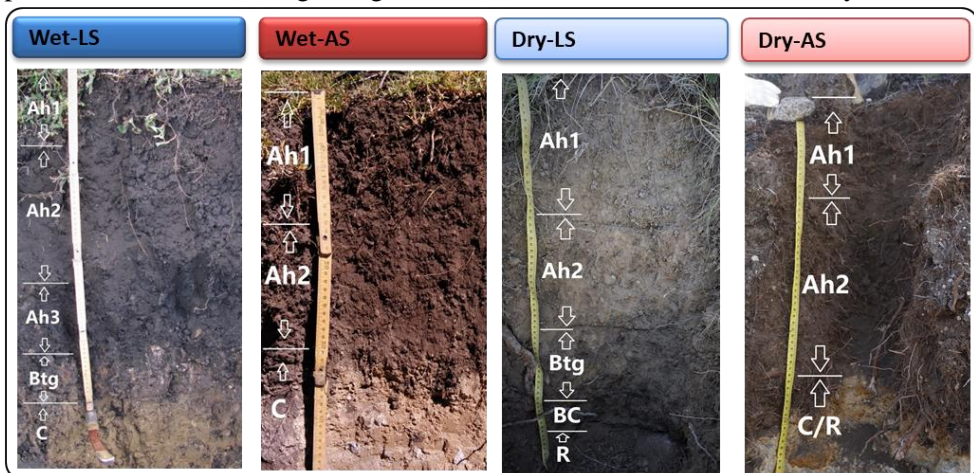 Wet-LS
Ah1
Ah2
Ah3
Btg
C
Wet-AS
Ah1
Ah2
C
Dry-LS
Ah1
Ah2
Btg
BC
R
Dry-AS
Ah1
Ah2
C/R